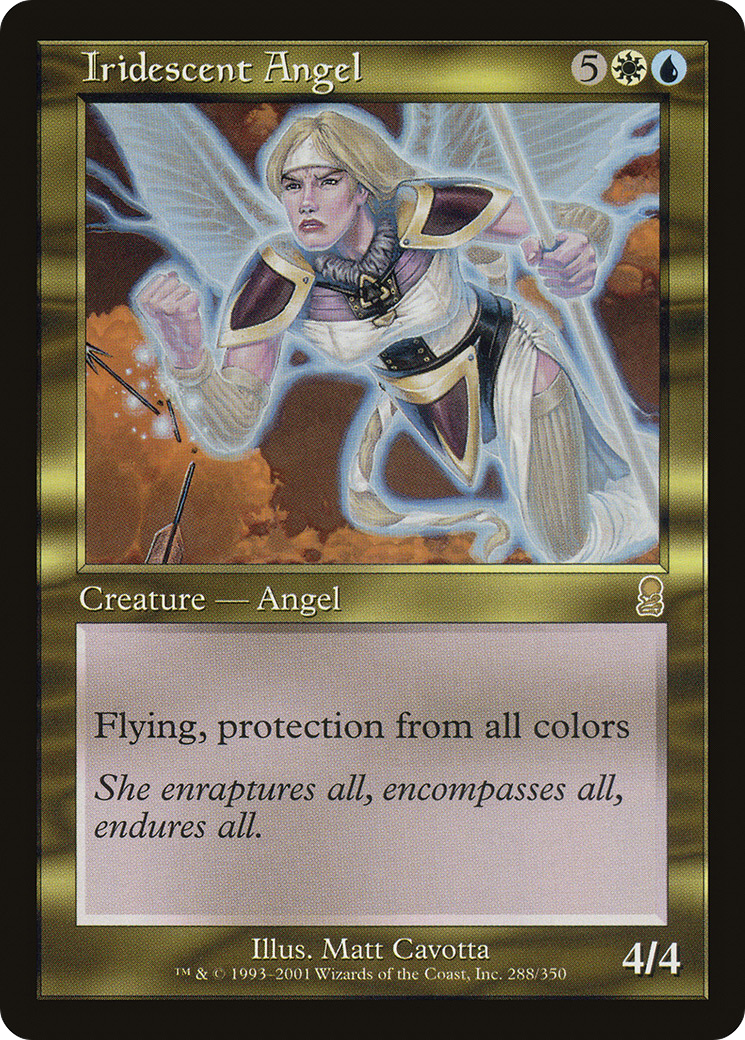 Iridescent Angel 5
Creature — Angel
Flying, protection from all colors
She enraptures all, encompasses all,
endures all.
Illus. Matt Cavotta
™ & © 1993-2001 Wizards of the Coast, Inc. 288/350
4/4